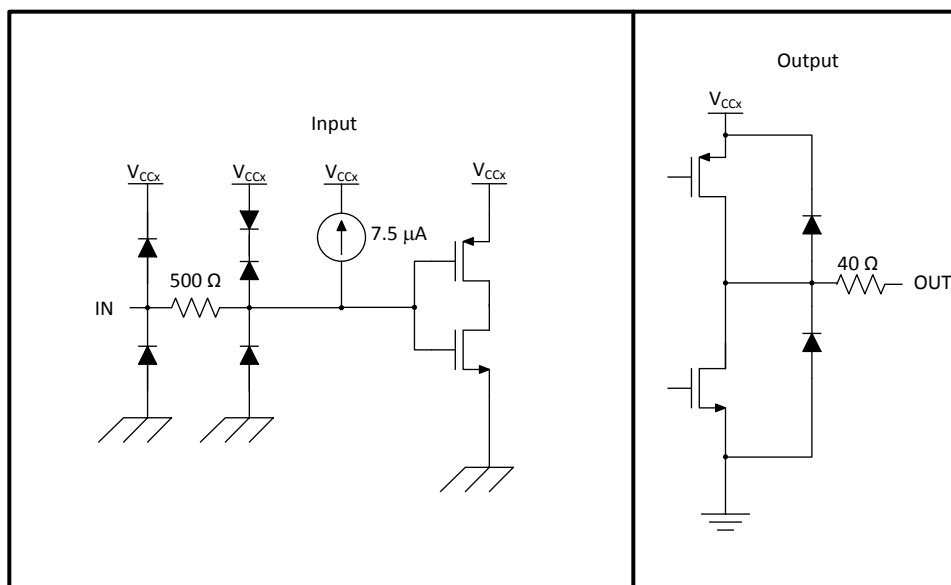 Input
V_CCx
V_CCx
V_CCx
V_CCx
7.5 μA
500 Ω
IN
Output
V_CCx
40 Ω
OUT